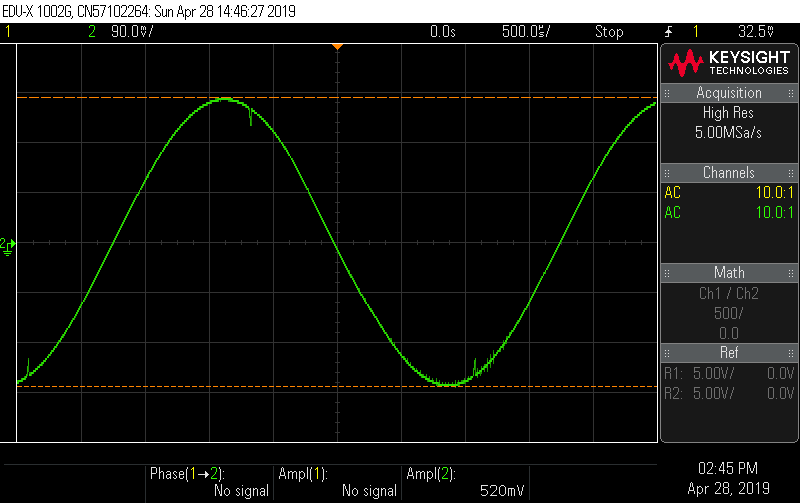 EDU-X 1002G, CN57102264: Sun Apr 28 14:46:27 2019
1 2 90.0V/ 0.0s 500.0s/ Stop 1 32.5V
KEYSIGHT
TECHNOLOGIES
Acquisition
High Res
5.00MSa/s
Channels
AC 10.0:1
AC 10.0:1
2
Math
Ch1 / Ch2
500/
0.0
Ref
R1: 5.00V/ 0.0V
R2: 5.00V/ 0.0V
Phase(1→2): Ampl(1): Ampl(2):
No signal No signal 520mV
02:45 PM
Apr 28, 2019